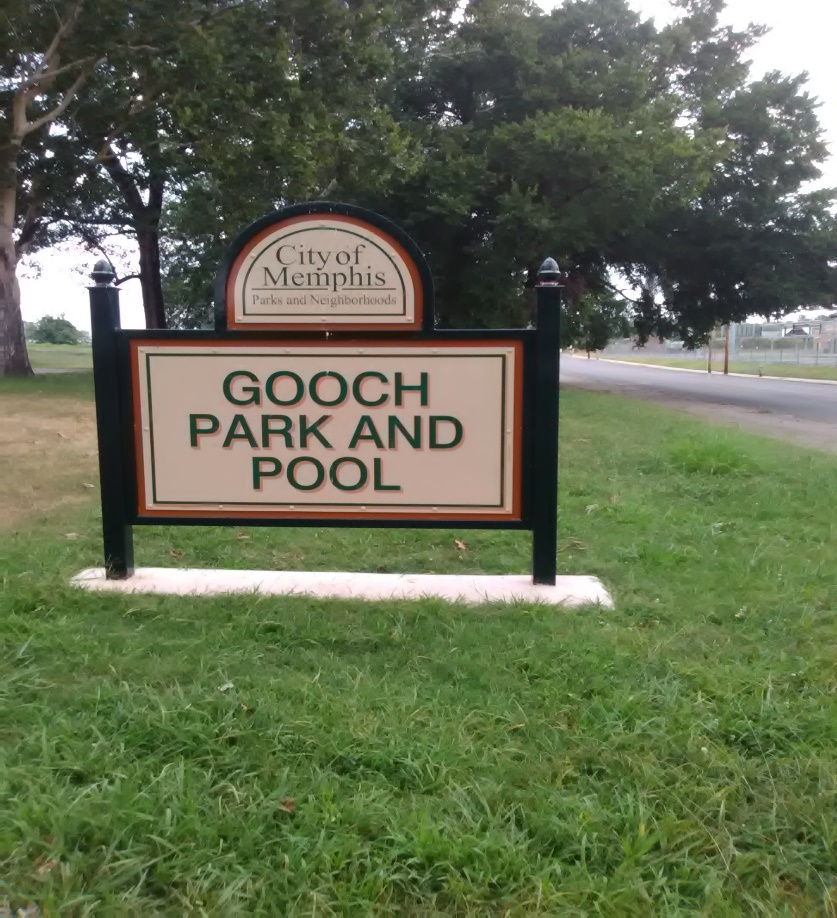 City of
Memphis
Parks and Neighborhoods
GOOCH
PARK AND
POOL